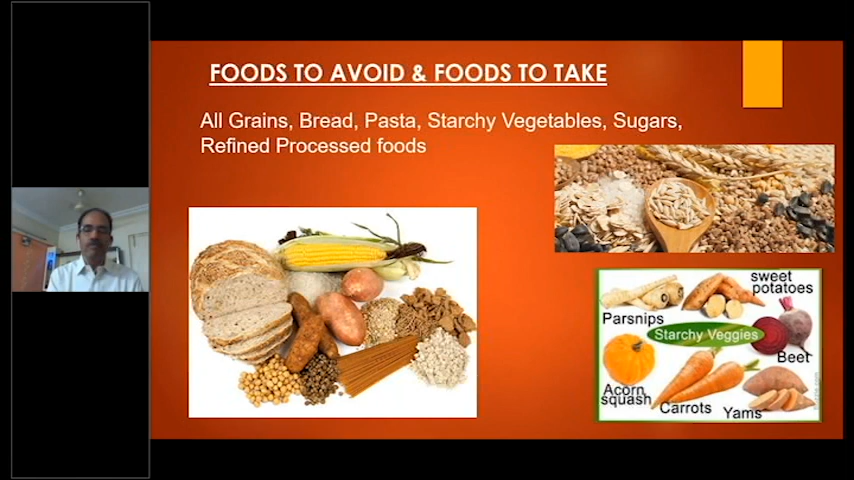 FOODS TO AVOID & FOODS TO TAKE
All Grains, Bread, Pasta, Starchy Vegetables, Sugars,
Refined Processed foods
sweet
potatoes
Parsnips
Starchy Veggies
Beet
Acorn
squash
Carrots
Yams